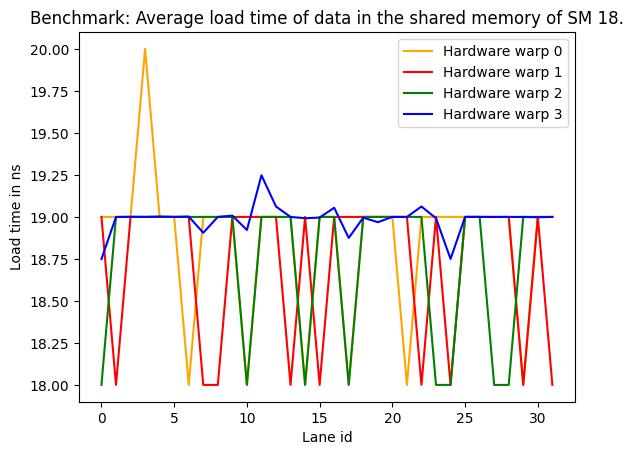 Benchmark: Average load time of data in the shared memory of SM 18.
Hardware warp 0
Hardware warp 1
Hardware warp 2
Hardware warp 3
Load time in ns
20.00
19.75
19.50
19.25
19.00
18.75
18.50
18.25
18.00
0 5 10 15 20 25 30
Lane id